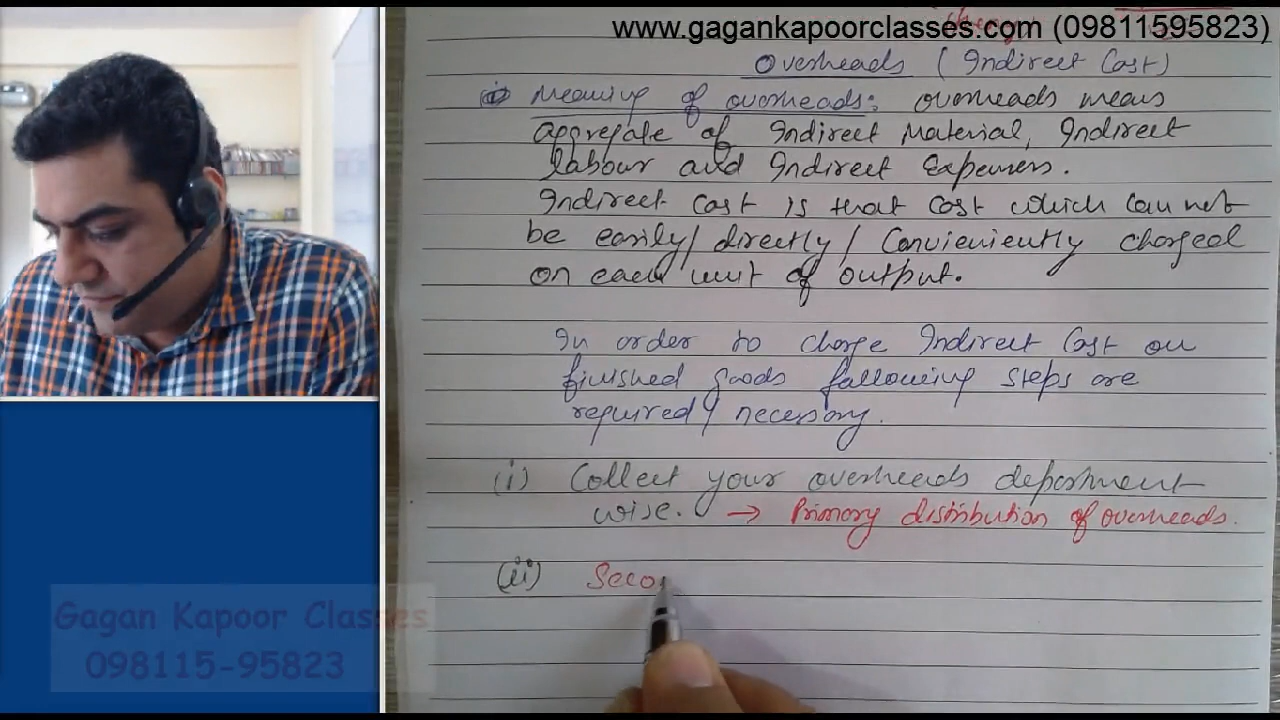 www.gagankapoorclasses.com (09811595823)
Overheads (Indirect Cost)
Meaning of overheads: overheads means
aggregate of Indirect Material, Indirect
labour and Indirect Expenses.
Indirect cost is that cost which can not
be easily/directly/Convieniently charged
on each unit of output.
In order to charge Indirect Cost on
finished goods following steps are
required/necessary.
(i) Collect your overheads department
wise. → Primary distribution of overheads.
(ii) Seco
Gagan Kapoor Classes
098115-95823